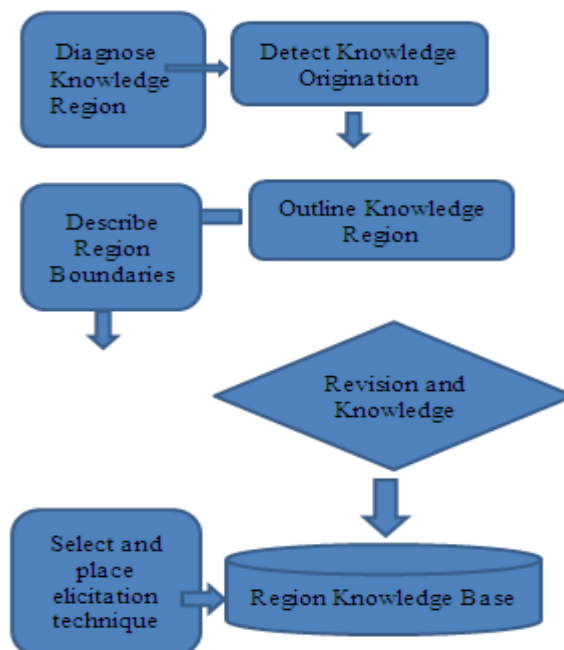 Diagnose
Knowledge
Region
Detect Knowledge
Origination
Describe
Region
Boundaries
Outline Knowledge
Region
Revision and
Knowledge
Select and
place
elicitation
technique
Region Knowledge Base